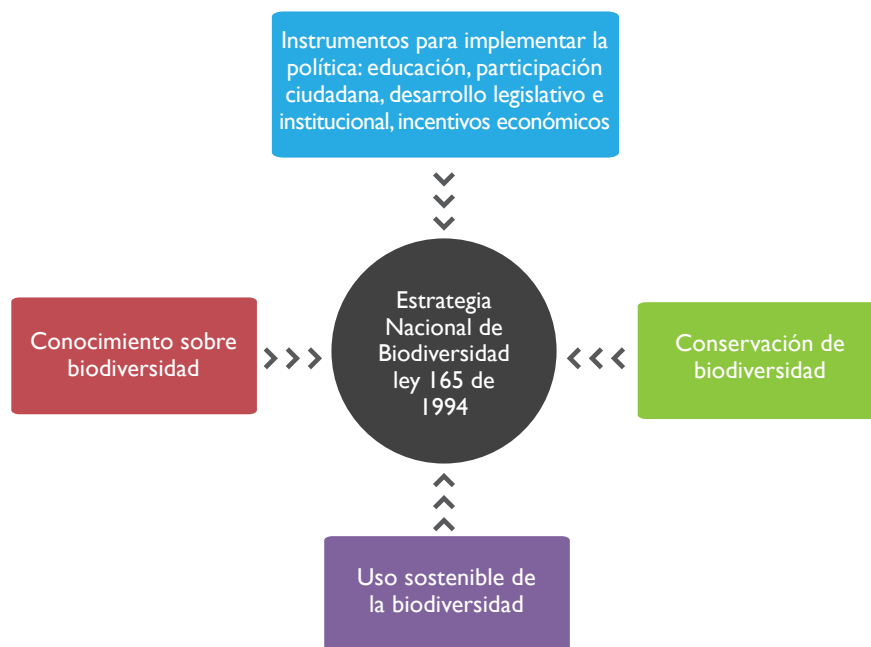 Instrumentos para implementar la
política: educación, participación
ciudadana, desarrollo legislativo e
institucional, incentivos económicos
Conocimiento sobre
biodiversidad
Estrategia
Nacional de
Biodiversidad
ley 165 de
1994
Conservación de
biodiversidad
Uso sostenible de
la biodiversidad